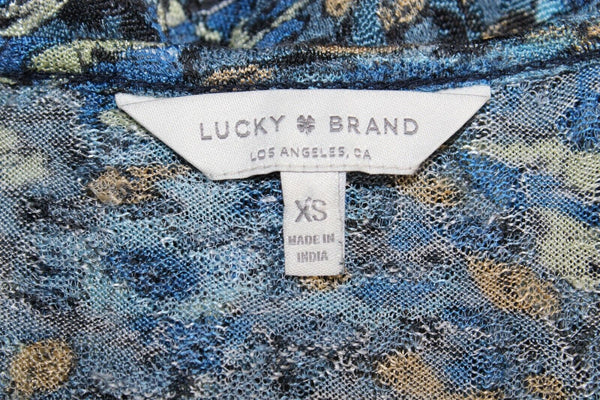 LUCKY BRAND
LOS ANGELES, CA
XS
MADE IN
INDIA